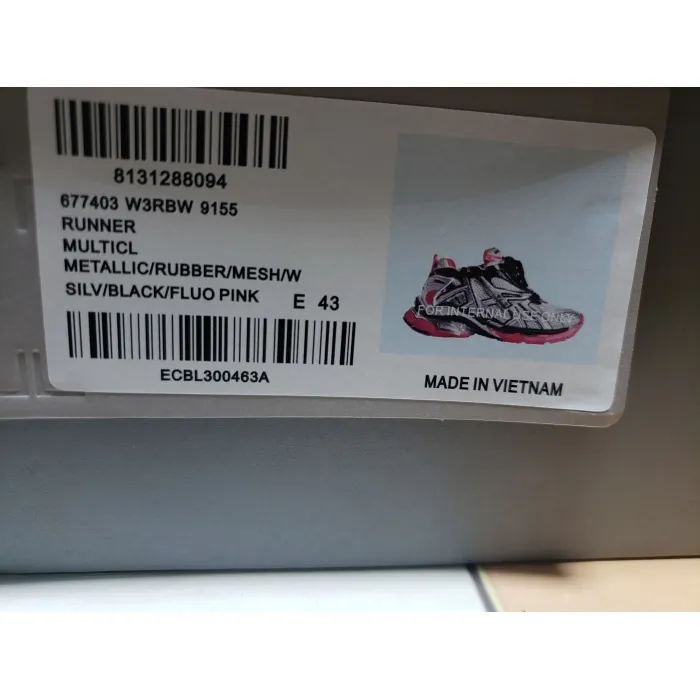 8131288094
677403 W3RBW 9155
RUNNER
MULTICL
METALLIC/RUBBER/MESH/W
SILV/BLACK/FLUO PINK E 43
ECBL300463A
FOR INTERNAL USE ONLY
MADE IN VIETNAM